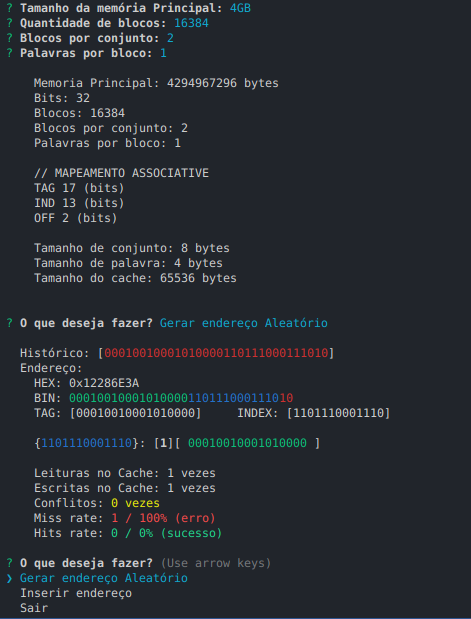 ? Tamanho da memória Principal: 4GB
? Quantidade de blocos: 16384
? Blocos por conjunto: 2
? Palavras por bloco: 1
Memoria Principal: 4294967296 bytes
Bits: 32
Blocos: 16384
Blocos por conjunto: 2
Palavras por bloco: 1
// MAPEAMENTO ASSOCIATIVE
TAG 17 (bits)
IND 13 (bits)
OFF 2 (bits)
Tamanho de conjunto: 8 bytes
Tamanho de palavra: 4 bytes
Tamanho do cache: 65536 bytes
? O que deseja fazer? Gerar endereço Aleatório
Histórico: [00010010001010000110111000111010]
Endereço:
HEX: 0x12286E3A
BIN: 00010010001010000110111000111010
TAG: [00010010001010000] INDEX: [1101110001110]
{1101110001110}: [1][ 00010010001010000 ]
Leituras no Cache: 1 vezes
Escritas no Cache: 1 vezes
Conflitos: 0 vezes
Miss rate: 1 / 100% (erro)
Hits rate: 0 / 0% (sucesso)
? O que deseja fazer? (Use arrow keys)
❯ Gerar endereço Aleatório
Inserir endereço
Sair